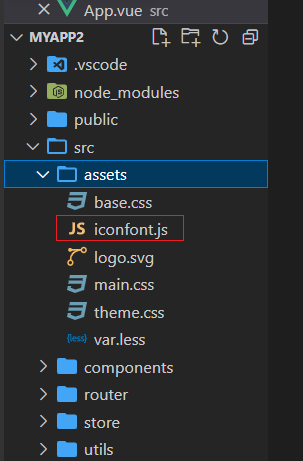 App.vue src
MYAPP2
.vscode
node_modules
public
src
assets
base.css
JS iconfont.js
logo.svg
main.css
theme.css
{less} var.less
components
router
store
utils